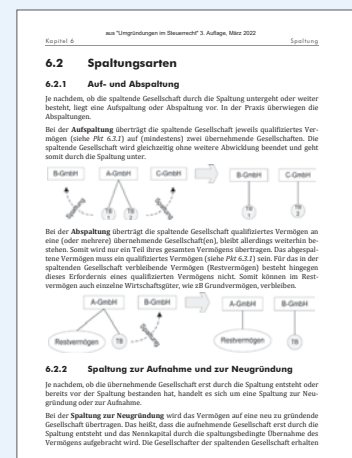 aus "Umgründungen im Steuerrecht" 3. Auflage, März 2022
Kapitel 6 Spaltung
6.2 Spaltungsarten
6.2.1 Auf- und Abspaltung
Je nachdem, ob die spaltende Gesellschaft durch die Spaltung untergeht oder weiter
besteht, liegt eine Aufspaltung oder Abspaltung vor. In der Praxis überwiegen die
Abspaltungen.
Bei der Aufspaltung überträgt die spaltende Gesellschaft jeweils qualifiziertes Ver-
mögen (siehe Pkt 6.3.1) auf (mindestens) zwei übernehmende Gesellschaften. Die
spaltende Gesellschaft wird gleichzeitig ohne weitere Abwicklung beendet und geht
somit durch die Spaltung unter.
B-GmbH A-GmbH C-GmbH B-GmbH C-GmbH
Spaltung TB 1 TB 2 Spaltung TB 1 TB 2
Bei der Abspaltung überträgt die spaltende Gesellschaft qualifiziertes Vermögen an
eine (oder mehrere) übernehmende Gesellschaft(en), bleibt allerdings weiterhin be-
stehen. Somit wird nur ein Teil ihres gesamten Vermögens übertragen. Das abgespal-
tene Vermögen muss ein qualifiziertes Vermögen (siehe Pkt 6.3.1) sein. Für das in der
spaltenden Gesellschaft verbleibende Vermögen (Restvermögen) besteht hingegen
dieses Erfordernis eines qualifizierten Vermögens nicht. Somit können im Rest-
vermögen auch einzelne Wirtschaftsgüter, wie zB Grundvermögen, verbleiben.
A-GmbH B-GmbH A-GmbH B-GmbH
Restvermögen TB Spaltung Restvermögen TB
6.2.2 Spaltung zur Aufnahme und zur Neugründung
Je nachdem, ob die übernehmende Gesellschaft erst durch die Spaltung entsteht oder
bereits vor der Spaltung bestanden hat, handelt es sich um eine Spaltung zur Neu-
gründung oder zur Aufnahme.
Bei der Spaltung zur Neugründung wird das Vermögen auf eine neu zu gründende
Gesellschaft übertragen. Das heißt, dass die aufnehmende Gesellschaft erst durch die
Spaltung entsteht und das Nennkapital durch die spaltungsbedingte Übernahme des
Vermögens aufgebracht wird. Die Gesellschafter der spaltenden Gesellschaft erhalten